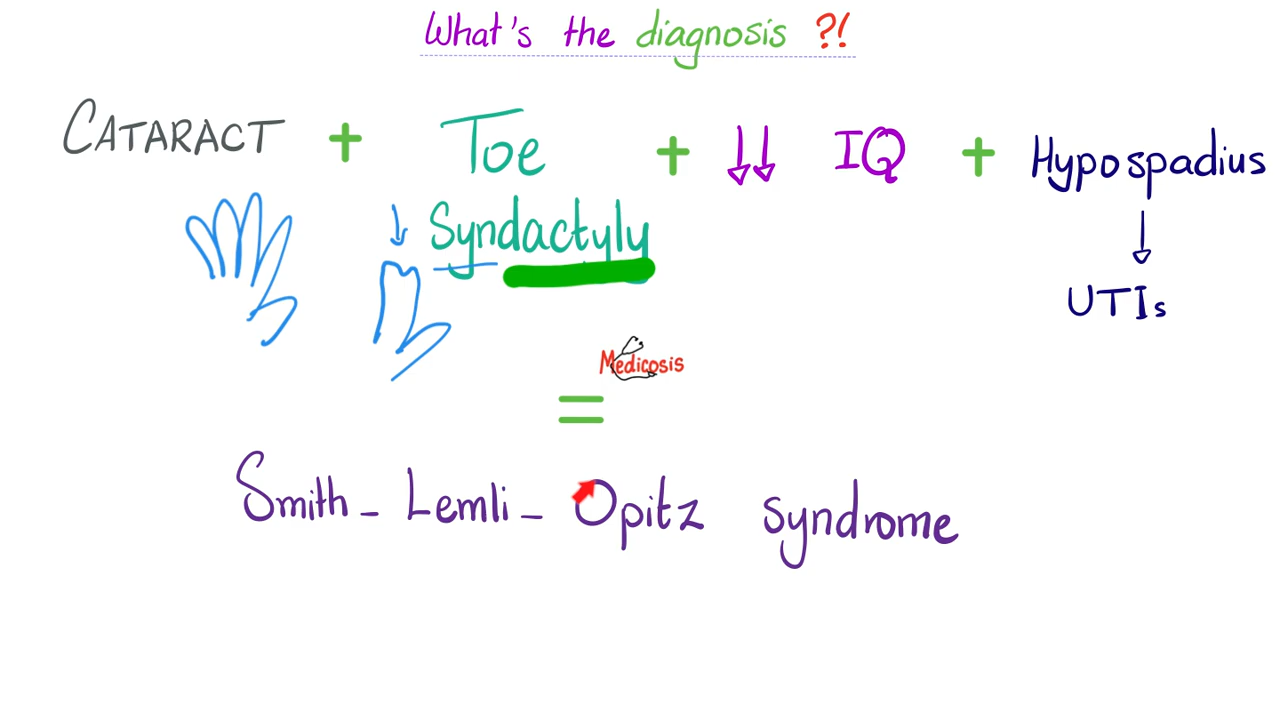 What's the diagnosis ?!
CATARACT + Toe + ↓↓ IQ + Hypospadius
Syndactyly
↓
UTIs
Medicosis
=
Smith - Lemli - Opitz syndrome